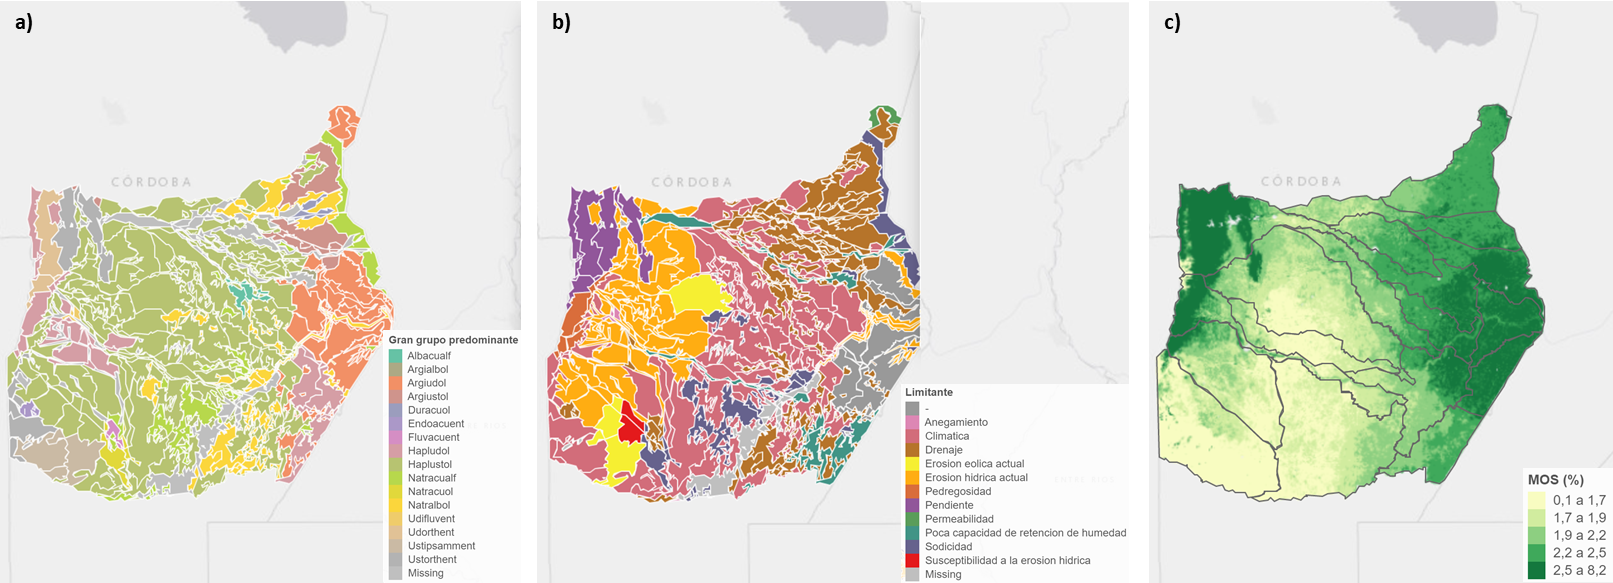 a)
CÓRDOBA
Gran grupo predominante
Albacualf
Argialbol
Argiudol
Argiustol
Duracuol
Endoacuent
Fluvacuent
Hapludol
Haplustol
Natracualf
Natracuol
Natralbol
Udifluvent
Udorthent
Ustipsamment
Ustorthent
Missing
b)
CÓRDOBA
Limitante
-
Anegamiento
Climatica
Drenaje
Erosion eolica actual
Erosion hidrica actual
Pedregosidad
Pendiente
Permeabilidad
Poca capacidad de retencion de humedad
Sodicidad
Susceptibilidad a la erosion hidrica
Missing
c)
CÓRDOBA
MOS (%)
0,1 a 1,7
1,7 a 1,9
1,9 a 2,2
2,2 a 2,5
2,5 a 8,2